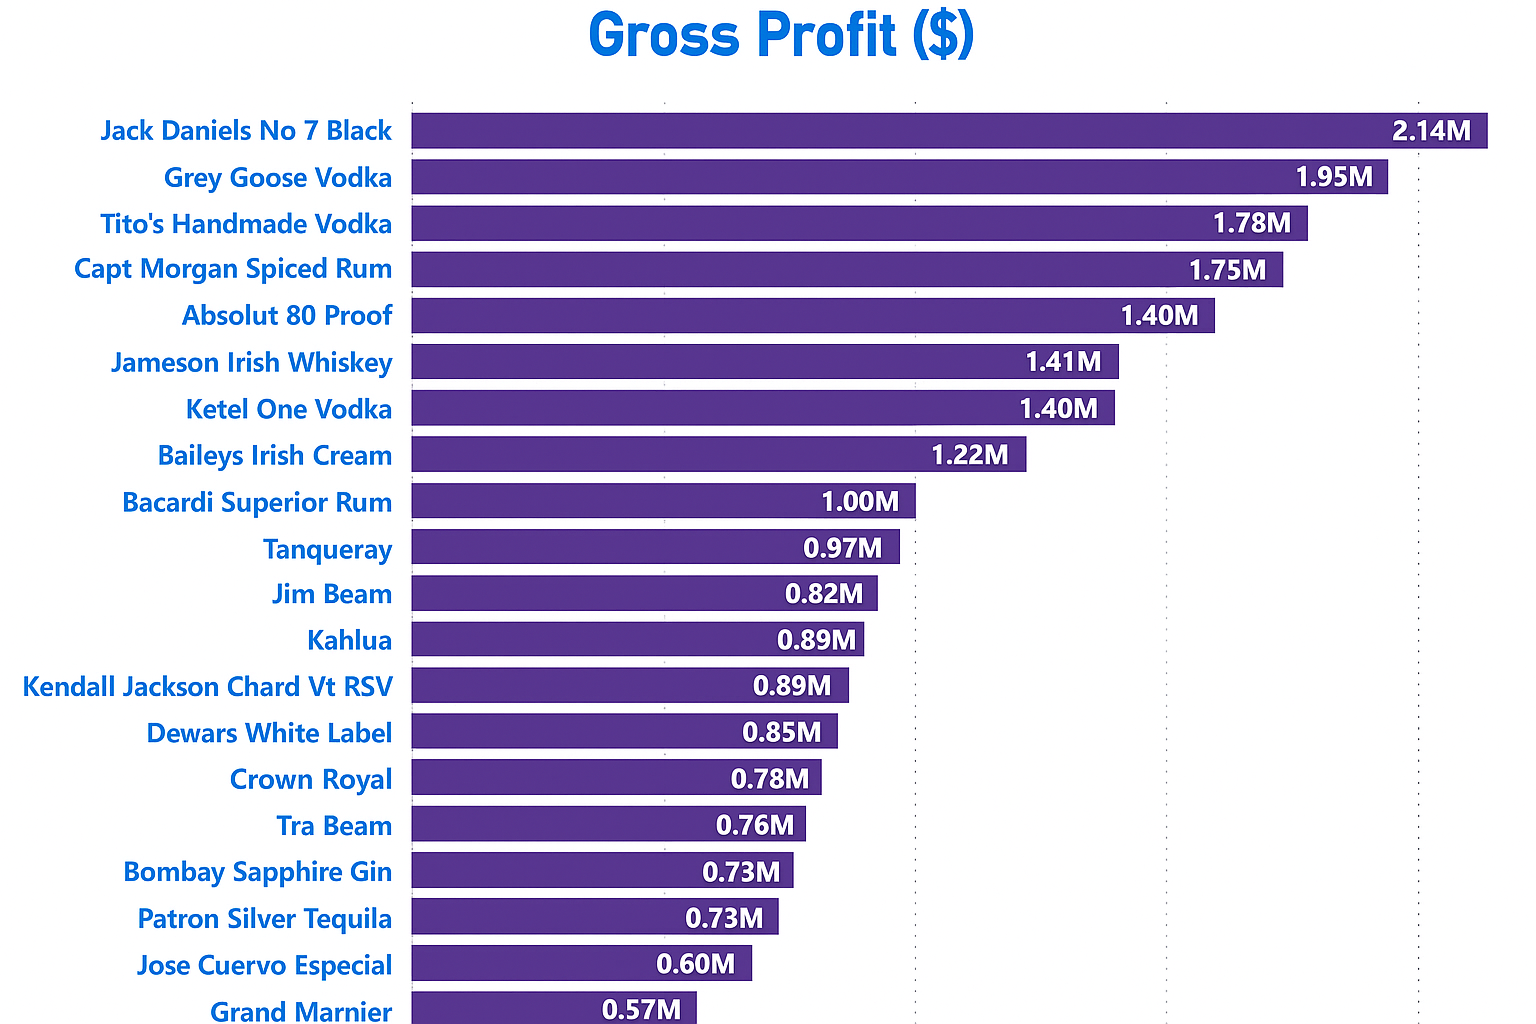 Gross Profit ($)
Jack Daniels No 7 Black 2.14M
Grey Goose Vodka 1.95M
Tito's Handmade Vodka 1.78M
Capt Morgan Spiced Rum 1.75M
Absolut 80 Proof 1.40M
Jameson Irish Whiskey 1.41M
Ketel One Vodka 1.40M
Baileys Irish Cream 1.22M
Bacardi Superior Rum 1.00M
Tanqueray 0.97M
Jim Beam 0.82M
Kahlua 0.89M
Kendall Jackson Chard Vt RSV 0.89M
Dewars White Label 0.85M
Crown Royal 0.78M
Tra Beam 0.76M
Bombay Sapphire Gin 0.73M
Patron Silver Tequila 0.73M
Jose Cuervo Especial 0.60M
Grand Marnier 0.57M